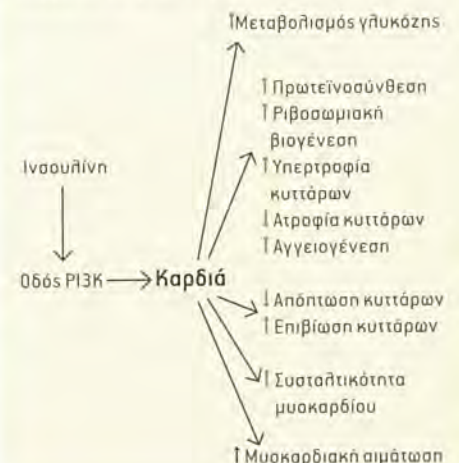 ↑Μεταβολισμός γλυκόζης
↑ Πρωτεϊνοσύνθεση
↑ Ριβοσωμιακή
βιογένεση
↑ Υπερτροφία
κυττάρων
↓ Ατροφία κυττάρων
↑ Αγγειογένεση
Ινσουλίνη
Οδός PI3K
Καρδιά
↓ Απόπτωση κυττάρων
↑ Επιβίωση κυττάρων
↑ Συσταλτικότητα
μυοκαρδίου
↑ Μυοκαρδιακή αιμάτωση